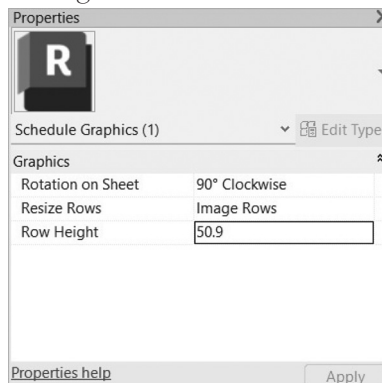 Properties
R
Schedule Graphics (1) Edit Type
Graphics
Rotation on Sheet 90° Clockwise
Resize Rows Image Rows
Row Height 50.9
Properties help Apply